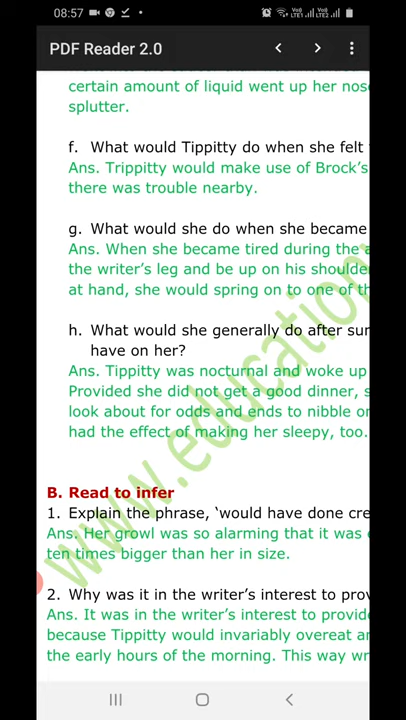 08:57
PDF Reader 2.0
certain amount of liquid went up her nos
splutter.
f. What would Tippitty do when she felt
Ans. Trippitty would make use of Brock's
there was trouble nearby.
g. What would she do when she became
Ans. When she became tired during the
the writer's leg and be up on his shoulde
at hand, she would spring on to one of th
h. What would she generally do after sun
have on her?
Ans. Tippitty was nocturnal and woke up
Provided she did not get a good dinner, s
look about for odds and ends to nibble or
had the effect of making her sleepy, too.
B. Read to infer
1. Explain the phrase, ‘would have done cre
Ans. Her growl was so alarming that it was
ten times bigger than her in size.
2. Why was it in the writer's interest to prov
Ans. It was in the writer's interest to provide
because Tippitty would invariably overeat a
the early hours of the morning. This way wr
www.education